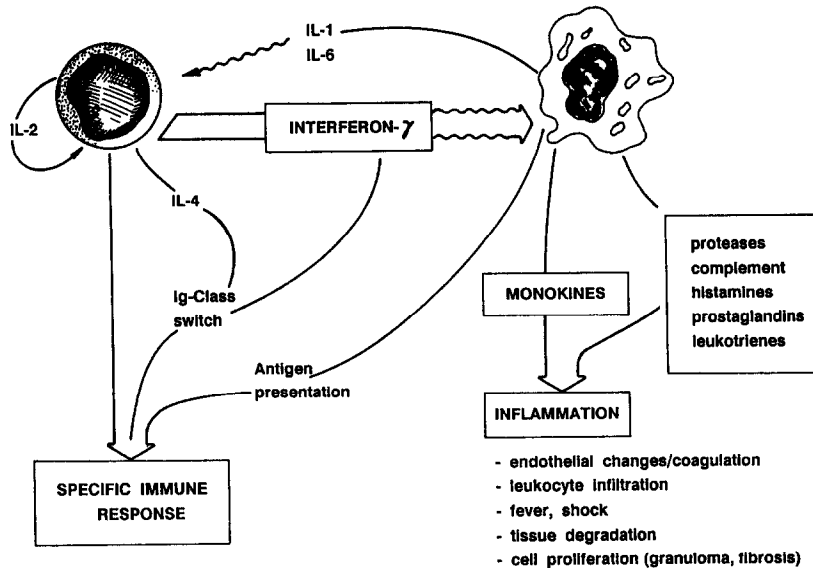 IL-1
IL-6
IL-2
INTERFERON-γ
IL-4
Ig-Class
switch
proteases
complement
histamines
prostaglandins
leukotrienes
MONOKINES
Antigen
presentation
INFLAMMATION
SPECIFIC IMMUNE
RESPONSE
- endothelial changes/coagulation
- leukocyte infiltration
- fever, shock
- tissue degradation
- cell proliferation (granuloma, fibrosis)